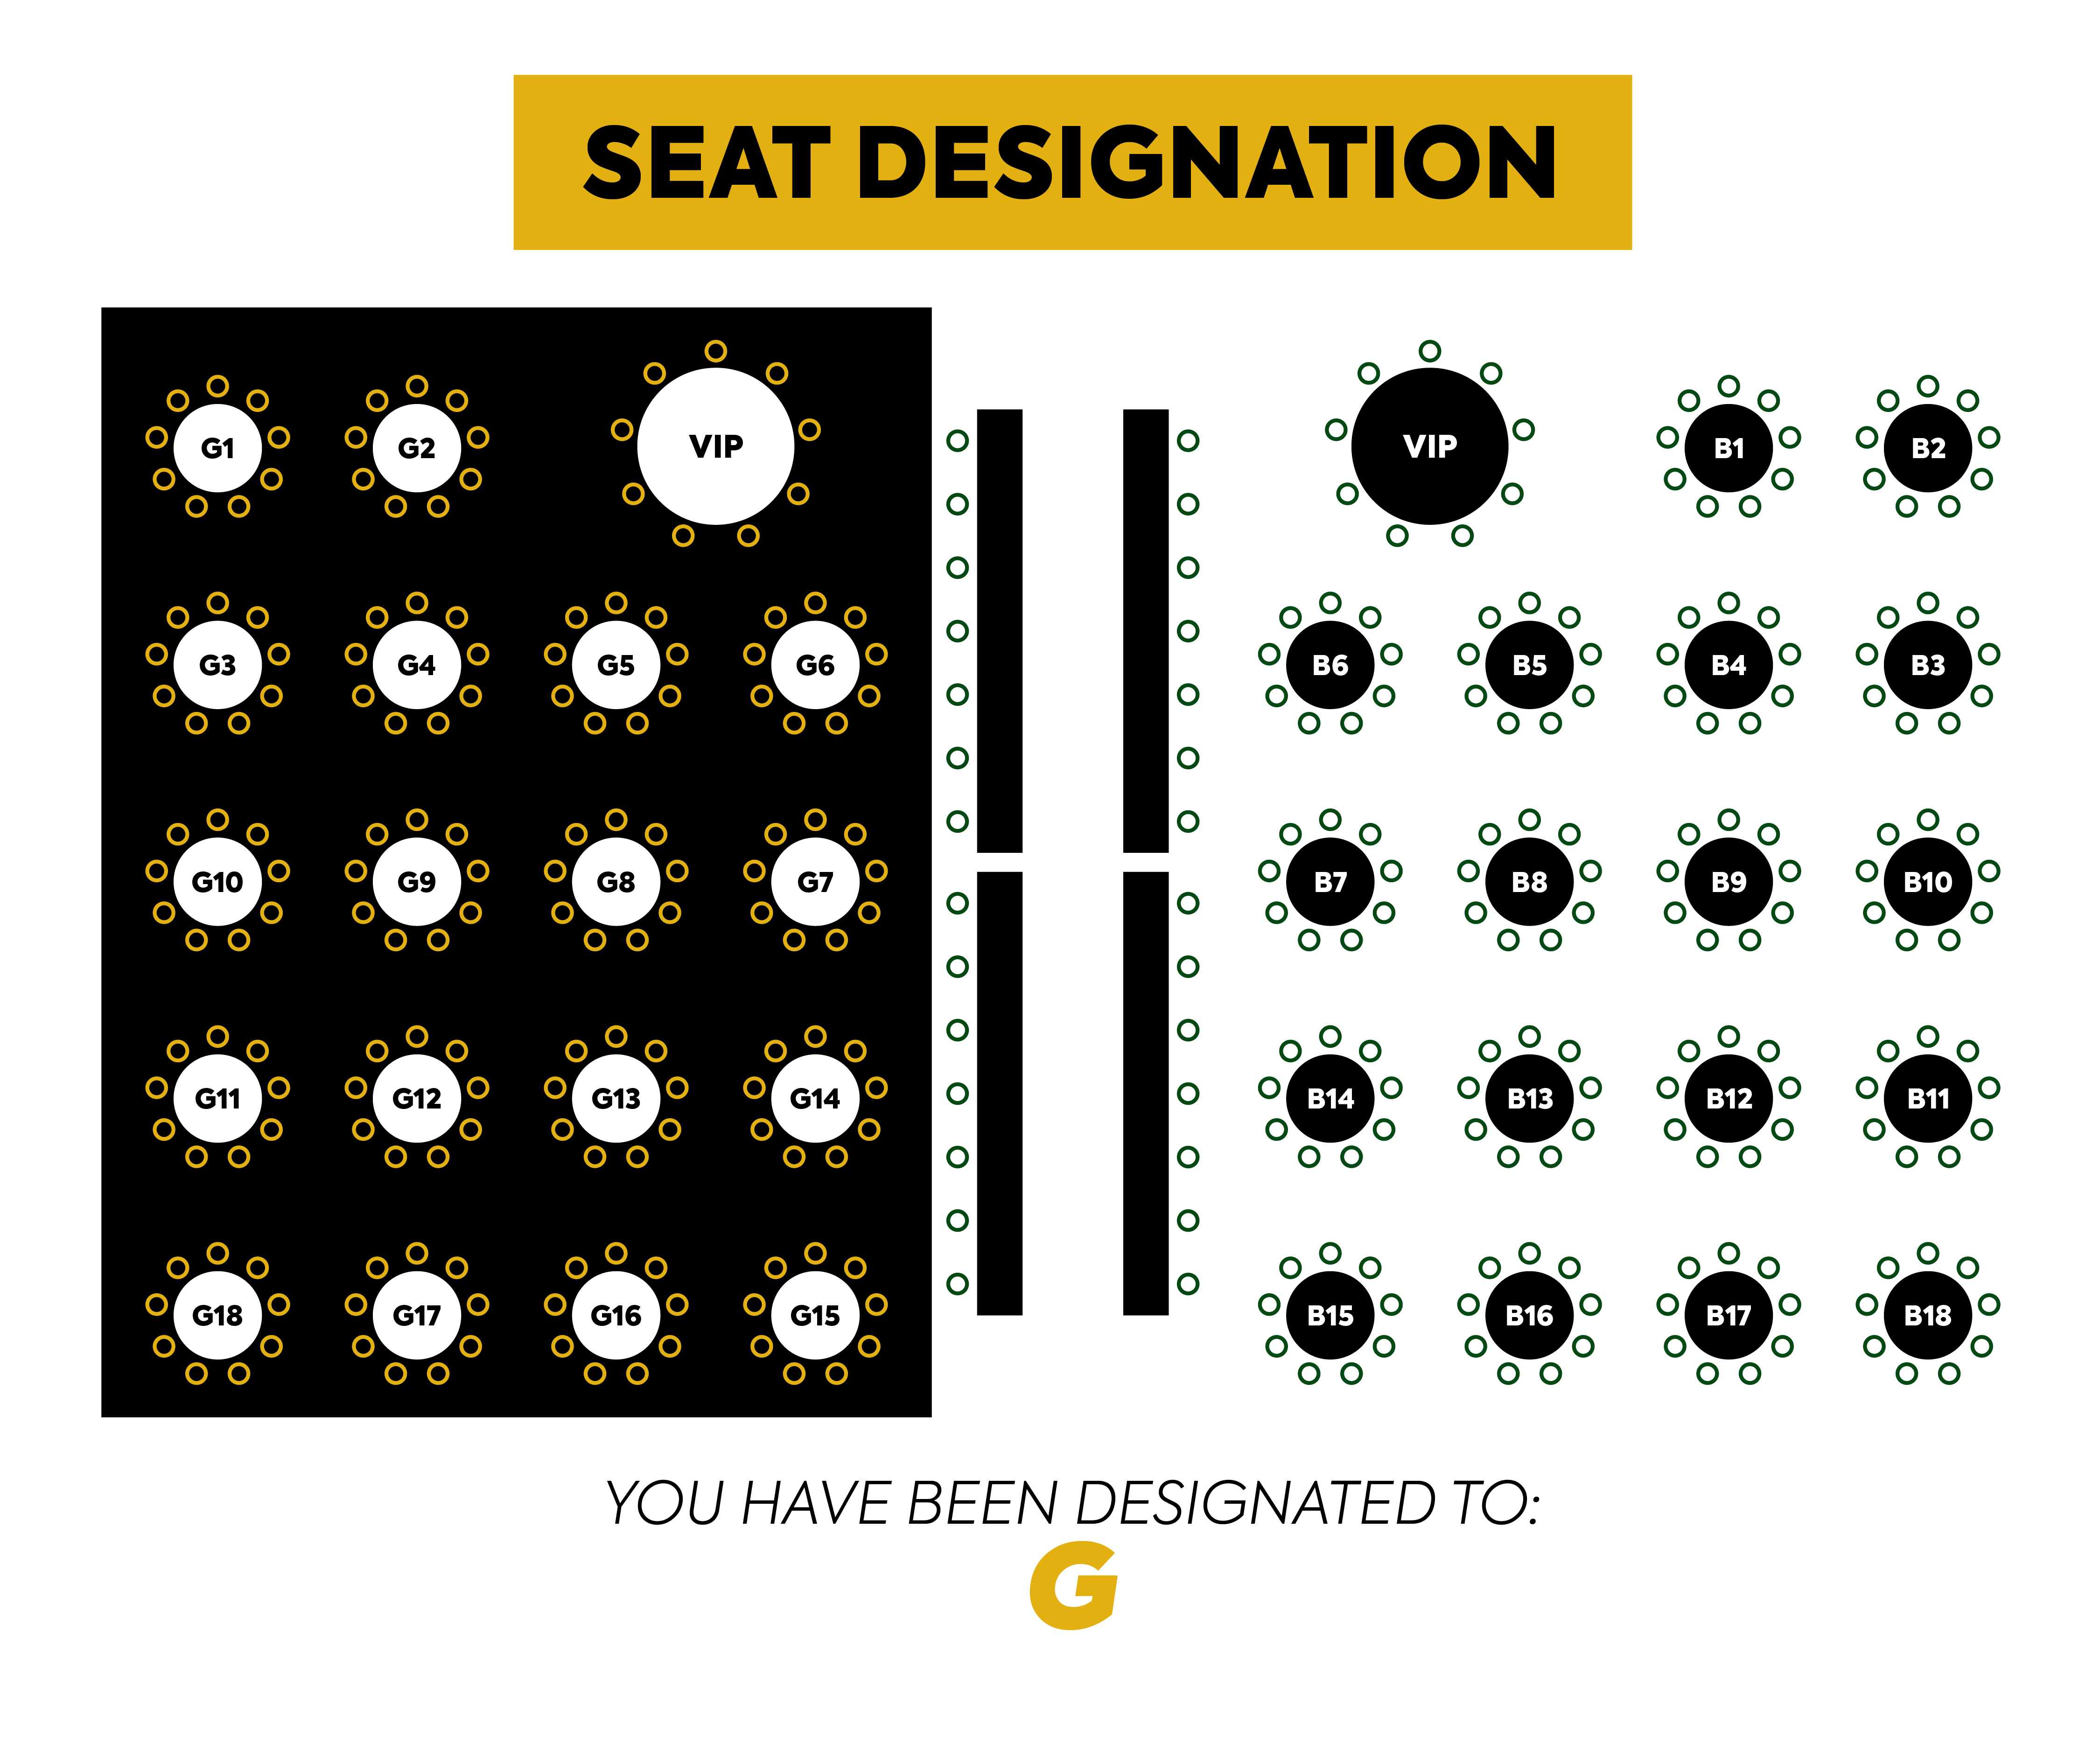 SEAT DESIGNATION
G1 G2 VIP VIP B1 B2
G3 G4 G5 G6 B6 B5 B4 B3
G10 G9 G8 G7 B7 B8 B9 B10
G11 G12 G13 G14 B14 B13 B12 B11
G18 G17 G16 G15 B15 B16 B17 B18
YOU HAVE BEEN DESIGNATED TO:
G